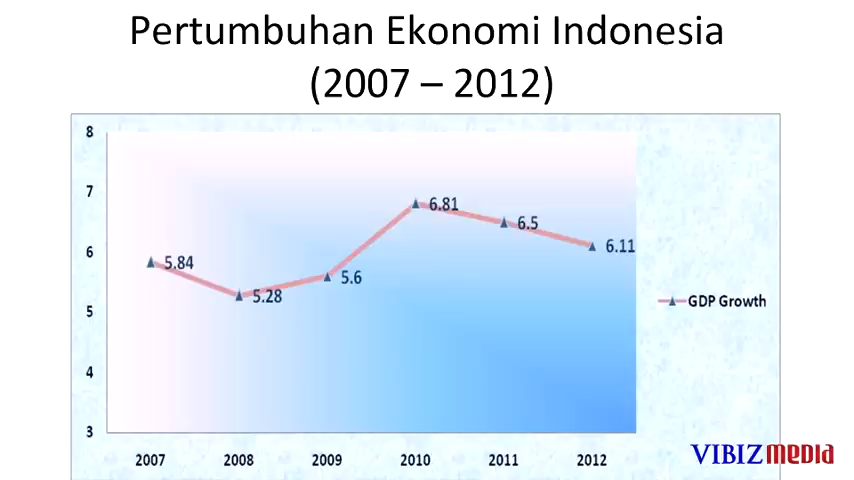 Pertumbuhan Ekonomi Indonesia
(2007 – 2012)
8
7
6
5
4
3
5.84
5.28
5.6
6.81
6.5
6.11
GDP Growth
2007 2008 2009 2010 2011 2012
VIBIZmedia